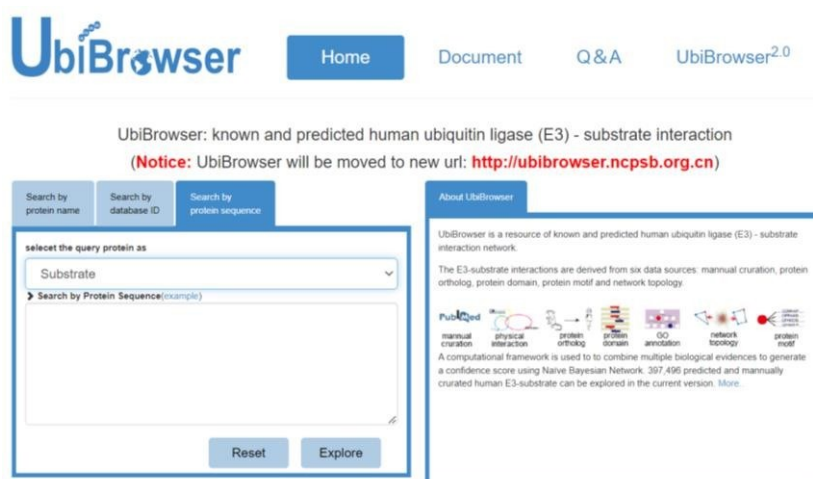 UbiBrowser
Home
Document
Q&A
UbiBrowser2.0
UbiBrowser: known and predicted human ubiquitin ligase (E3) - substrate interaction
(Notice: UbiBrowser will be moved to new url: http://ubibrowser.ncpsb.org.cn)
Search by
protein name
Search by
database ID
Search by
protein sequence
selecet the query protein as
Substrate
Search by Protein Sequence(example)
Reset
Explore
About UbiBrowser
UbiBrowser is a resource of known and predicted human ubiquitin ligase (E3) - substrate
interaction network.
The E3-substrate interactions are derived from six data sources: mannual cruration, protein
ortholog, protein domain, protein motif and network topology.
PubMed
mannual
cruration
physical
interaction
protein
ortholog
protein
domain
GO
annotation
network
topology
protein
motif
A computational framework is used to to combine multiple biological evidences to generate
a confidence score using Naïve Bayesian Network. 397,496 predicted and mannually
crurated human E3-substrate can be explored in the current version. More.